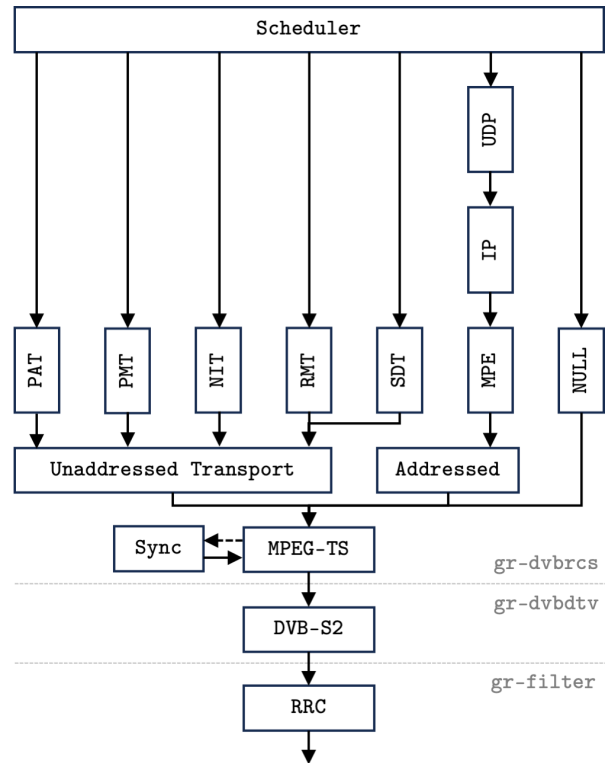 Scheduler
UDP
IP
PAT
PMT
NIT
RMT
SDT
MPE
NULL
Unaddressed Transport
Addressed
Sync
MPEG-TS
gr-dvbrcs
gr-dvbdtv
DVB-S2
gr-filter
RRC